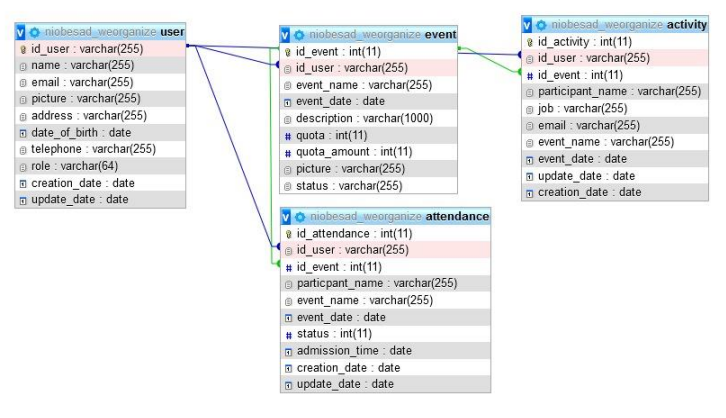 niobesad_weorganize user
id_user : varchar(255)
name : varchar(255)
email : varchar(255)
picture : varchar(255)
address : varchar(255)
date_of_birth : date
telephone : varchar(255)
role : varchar(64)
creation_date : date
update_date : date
niobesad_weorganize event
id_event : int(11)
id_user : varchar(255)
event_name : varchar(255)
event_date : date
description : varchar(1000)
quota : int(11)
quota_amount : int(11)
picture : varchar(255)
status : varchar(255)
niobesad_weorganize activity
id_activity : int(11)
id_user : varchar(255)
id_event : int(11)
participant_name : varchar(255)
job : varchar(255)
email : varchar(255)
event_name : varchar(255)
event_date : date
update_date : date
creation_date : date
niobesad_weorganize attendance
id_attendance : int(11)
id_user : varchar(255)
id_event : int(11)
particpant_name : varchar(255)
event_name : varchar(255)
event_date : date
status : int(11)
admission_time : date
creation_date : date
update_date : date